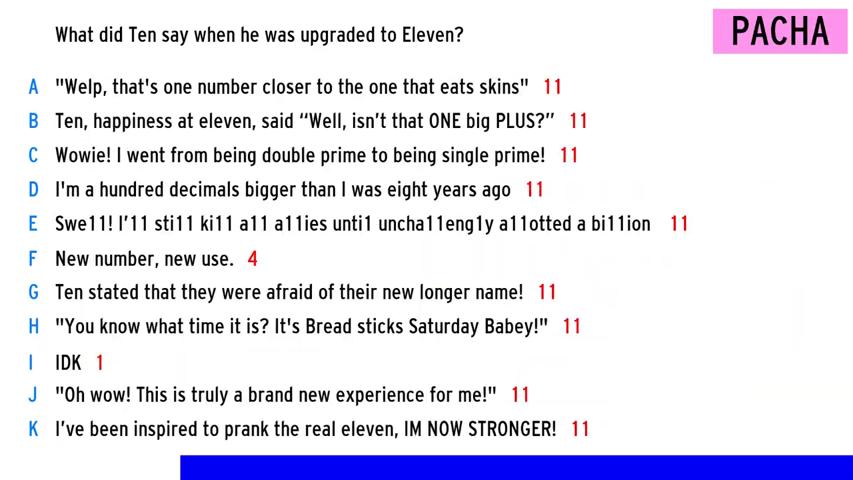 What did Ten say when he was upgraded to Eleven?
PACHA
A "Welp, that's one number closer to the one that eats skins" 11
B Ten, happiness at eleven, said “Well, isn’t that ONE big PLUS?” 11
C Wowie! I went from being double prime to being single prime! 11
D I'm a hundred decimals bigger than I was eight years ago 11
E Swe11! I’11 sti11 ki11 a11 a11ies unti1 uncha11eng1y a11otted a bi11ion 11
F New number, new use. 4
G Ten stated that they were afraid of their new longer name! 11
H "You know what time it is? It's Bread sticks Saturday Babey!" 11
I IDK 1
J "Oh wow! This is truly a brand new experience for me!" 11
K I’ve been inspired to prank the real eleven, IM NOW STRONGER! 11